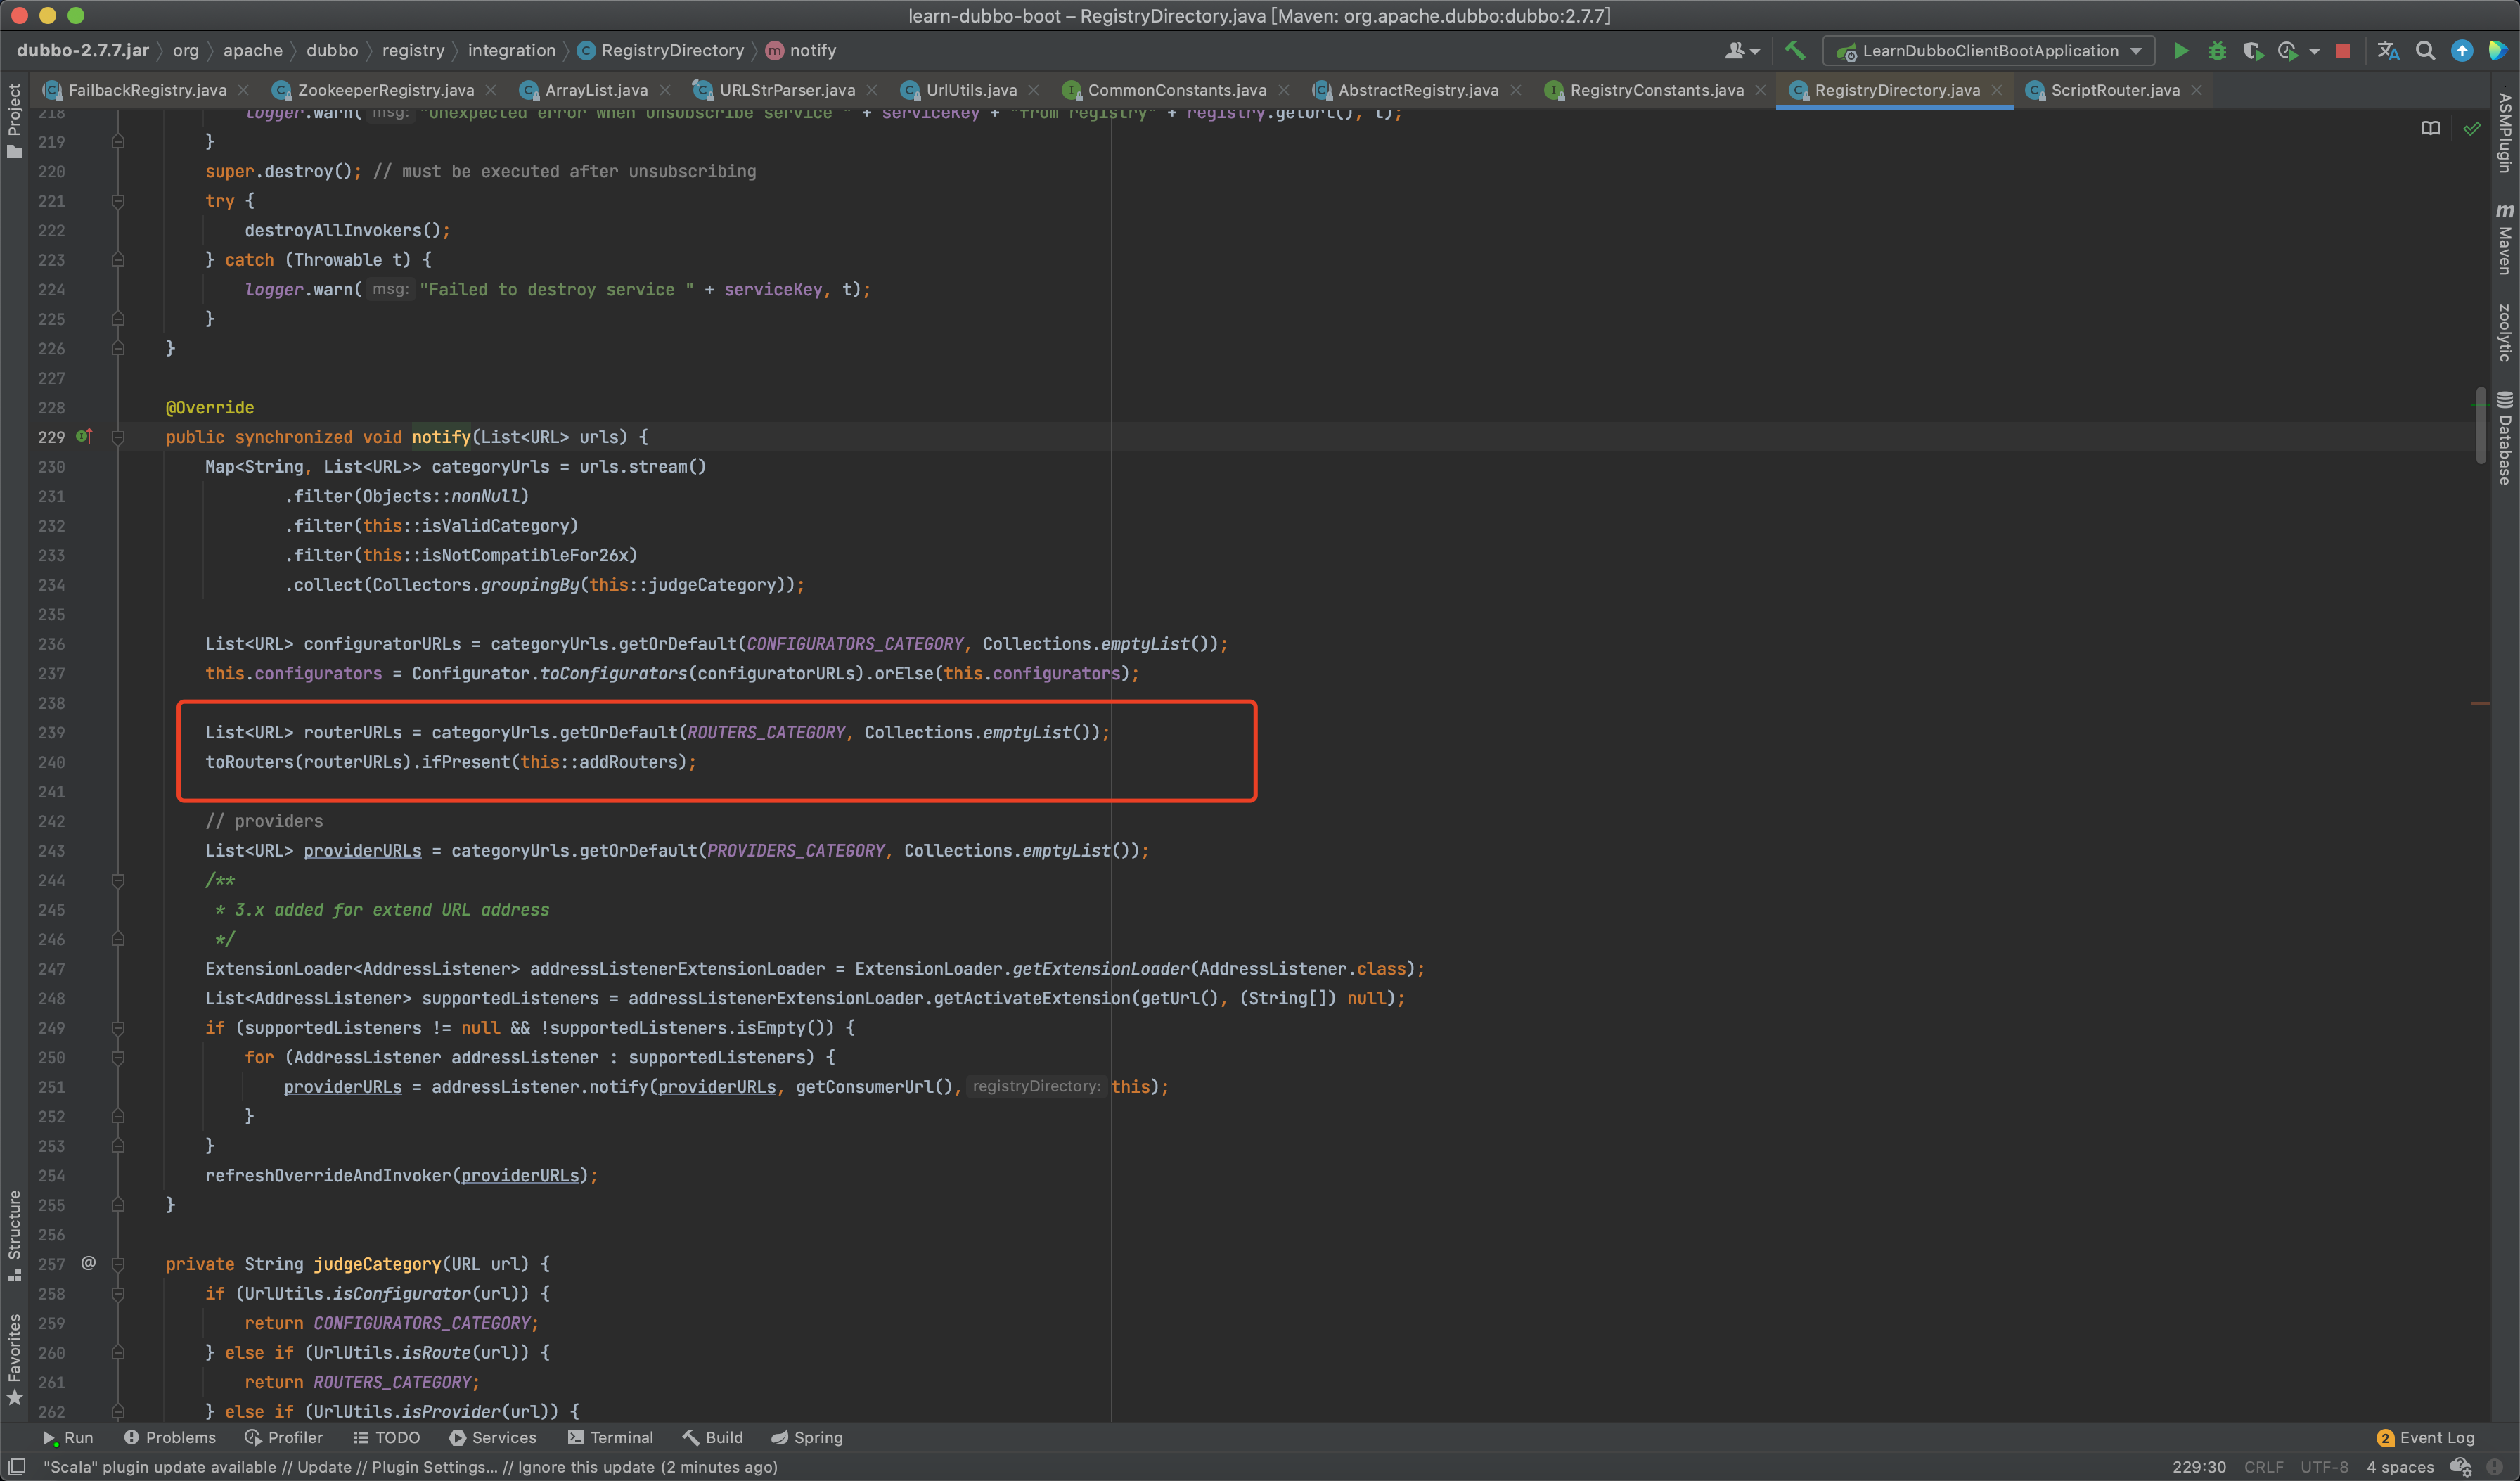 learn-dubbo-boot – RegistryDirectory.java [Maven: org.apache.dubbo:dubbo:2.7.7]
dubbo-2.7.7.jar org apache dubbo registry integration RegistryDirectory notify LearnDubboClientBootApplication
FailbackRegistry.java ZookeeperRegistry.java ArrayList.java URLStrParser.java UrlUtils.java CommonConstants.java AbstractRegistry.java RegistryConstants.java RegistryDirectory.java ScriptRouter.java
Project
Structure
Favorites
218 logger.warn( msg: "Unexpected error when unsubscribe service " + serviceKey + "from registry" + registry.getUrl(), t);
219 }
220 super.destroy(); // must be executed after unsubscribing
221 try {
222 destroyAllInvokers();
223 } catch (Throwable t) {
224 logger.warn( msg: "Failed to destroy service " + serviceKey, t);
225 }
226 }
227
228 @Override
229 public synchronized void notify(List<URL> urls) {
230 Map<String, List<URL>> categoryUrls = urls.stream()
231 .filter(Objects::nonNull)
232 .filter(this::isValidCategory)
233 .filter(this::isNotCompatibleFor26x)
234 .collect(Collectors.groupingBy(this::judgeCategory));
235
236 List<URL> configuratorURLs = categoryUrls.getOrDefault(CONFIGURATORS_CATEGORY, Collections.emptyList());
237 this.configurators = Configurator.toConfigurators(configuratorURLs).orElse(this.configurators);
238
239 List<URL> routerURLs = categoryUrls.getOrDefault(ROUTERS_CATEGORY, Collections.emptyList());
240 toRouters(routerURLs).ifPresent(this::addRouters);
241
242 // providers
243 List<URL> providerURLs = categoryUrls.getOrDefault(PROVIDERS_CATEGORY, Collections.emptyList());
244 /**
245 * 3.x added for extend URL address
246 */
247 ExtensionLoader<AddressListener> addressListenerExtensionLoader = ExtensionLoader.getExtensionLoader(AddressListener.class);
248 List<AddressListener> supportedListeners = addressListenerExtensionLoader.getActivateExtension(getUrl(), (String[]) null);
249 if (supportedListeners != null && !supportedListeners.isEmpty()) {
250 for (AddressListener addressListener : supportedListeners) {
251 providerURLs = addressListener.notify(providerURLs, getConsumerUrl(), registryDirectory: this);
252 }
253 }
254 refreshOverrideAndInvoker(providerURLs);
255 }
256
257 @ private String judgeCategory(URL url) {
258 if (UrlUtils.isConfigurator(url)) {
259 return CONFIGURATORS_CATEGORY;
260 } else if (UrlUtils.isRoute(url)) {
261 return ROUTERS_CATEGORY;
262 } else if (UrlUtils.isProvider(url)) {
ASMPlugin
Maven
zoolytic
Database
Run Problems Profiler TODO Services Terminal Build Spring 2 Event Log
"Scala" plugin update available // Update // Plugin Settings... // Ignore this update (2 minutes ago) 229:30 CRLF UTF-8 4 spaces